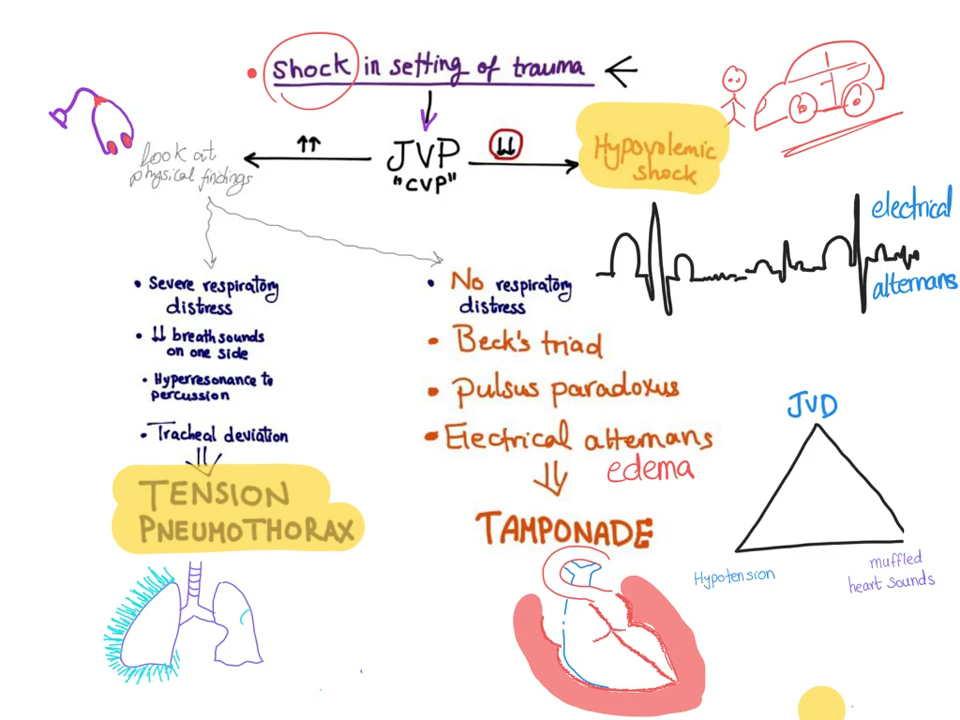 • Shock in setting of trauma ←
Look at
physical findings
↑↑
JVP
"CVP"
↓↓
Hypovolemic
shock
electrical
alternans
• Severe respiratory
distress
• ↓↓ breath sounds
on one side
• Hyperresonance to
percussion
• Tracheal deviation
TENSION
PNEUMOTHORAX
• No respiratory
distress
• Beck's triad
• Pulsus paradoxus
• Electrical alternans
edema
TAMPONADE
JVD
Hypotension
muffled
heart sounds